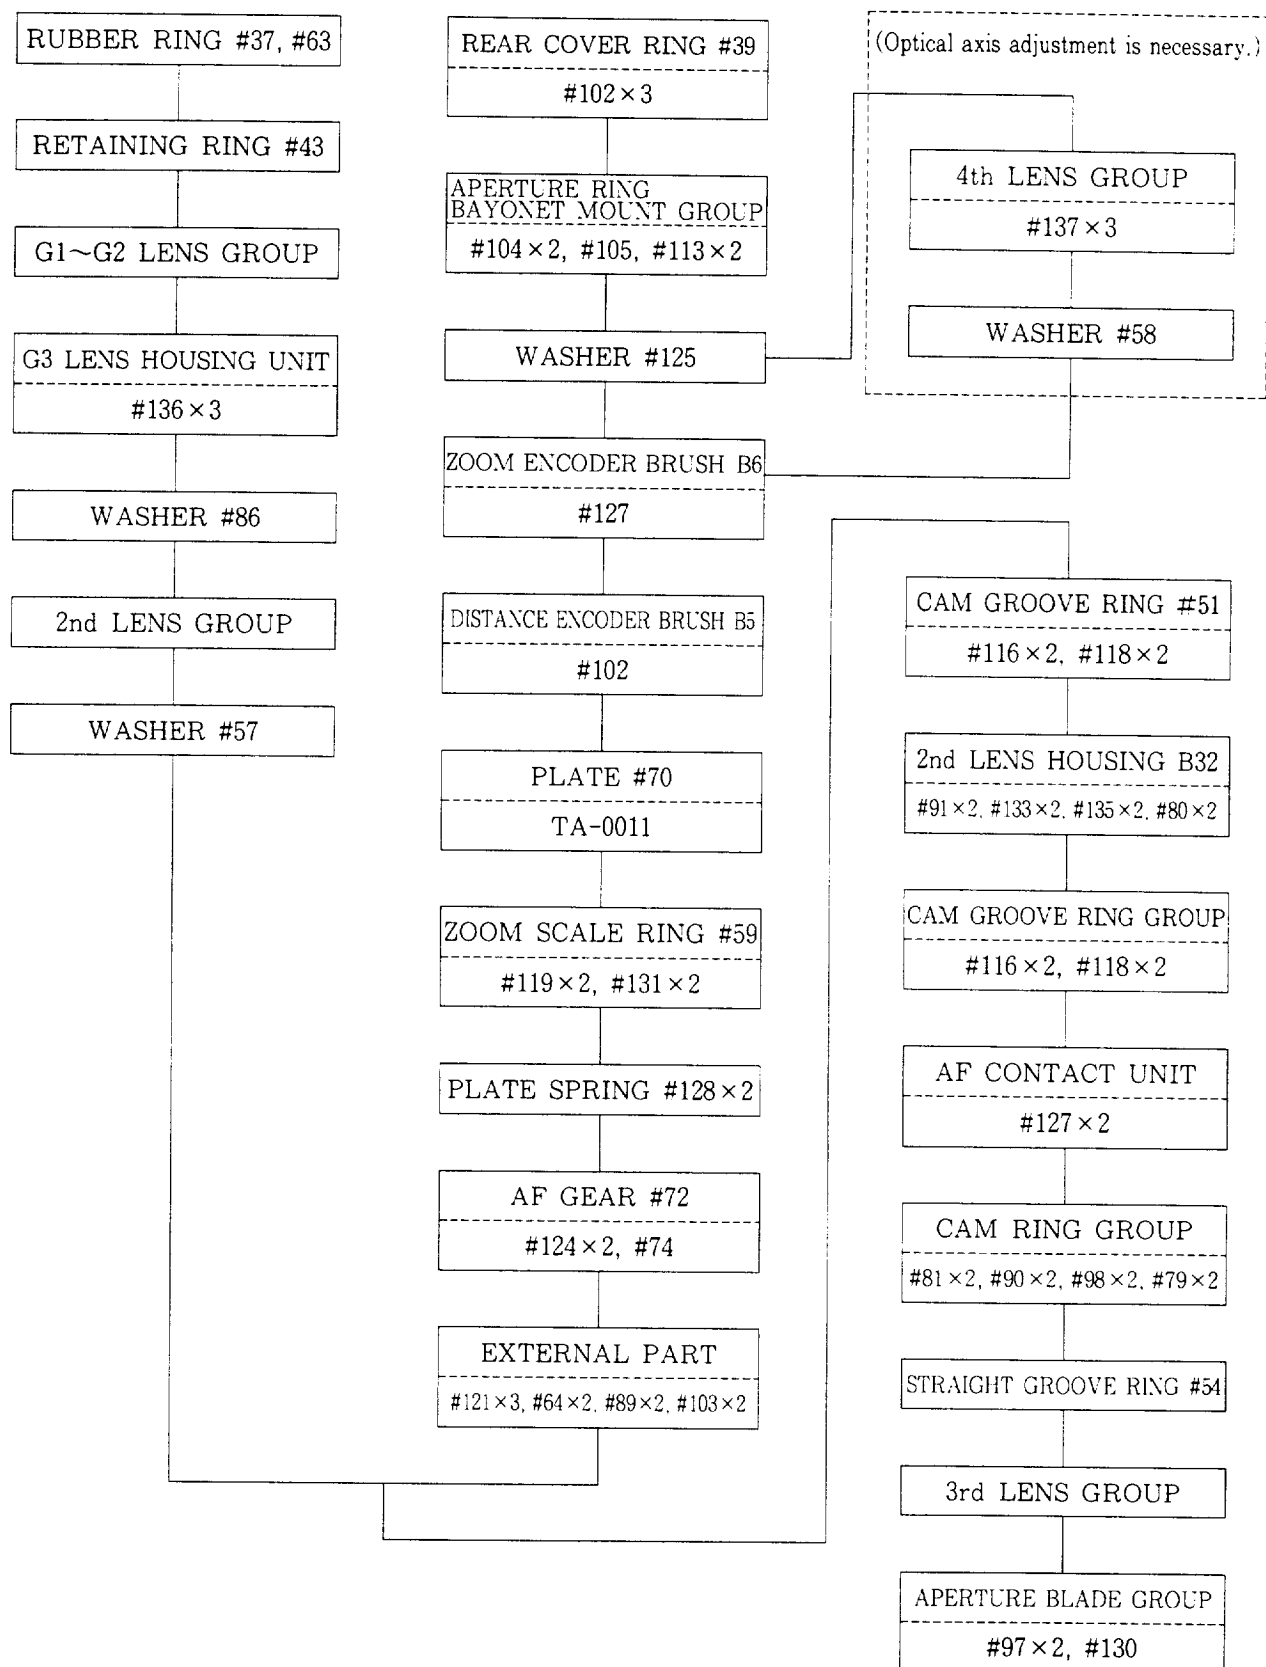 RUBBER RING #37, #63
RETAINING RING #43
G1~G2 LENS GROUP
G3 LENS HOUSING UNIT
#136×3
WASHER #86
2nd LENS GROUP
WASHER #57
REAR COVER RING #39
#102×3
APERTURE RING
BAYONET MOUNT GROUP
#104×2, #105, #113×2
WASHER #125
ZOOM ENCODER BRUSH B6
#127
DISTANCE ENCODER BRUSH B5
#102
PLATE #70
TA-0011
ZOOM SCALE RING #59
#119×2, #131×2
PLATE SPRING #128×2
AF GEAR #72
#124×2, #74
EXTERNAL PART
#121×3, #64×2, #89×2, #103×2
(Optical axis adjustment is necessary.)
4th LENS GROUP
#137×3
WASHER #58
CAM GROOVE RING #51
#116×2, #118×2
2nd LENS HOUSING B32
#91×2, #133×2, #135×2, #80×2
CAM GROOVE RING GROUP
#116×2, #118×2
AF CONTACT UNIT
#127×2
CAM RING GROUP
#81×2, #90×2, #98×2, #79×2
STRAIGHT GROOVE RING #54
3rd LENS GROUP
APERTURE BLADE GROUP
#97×2, #130